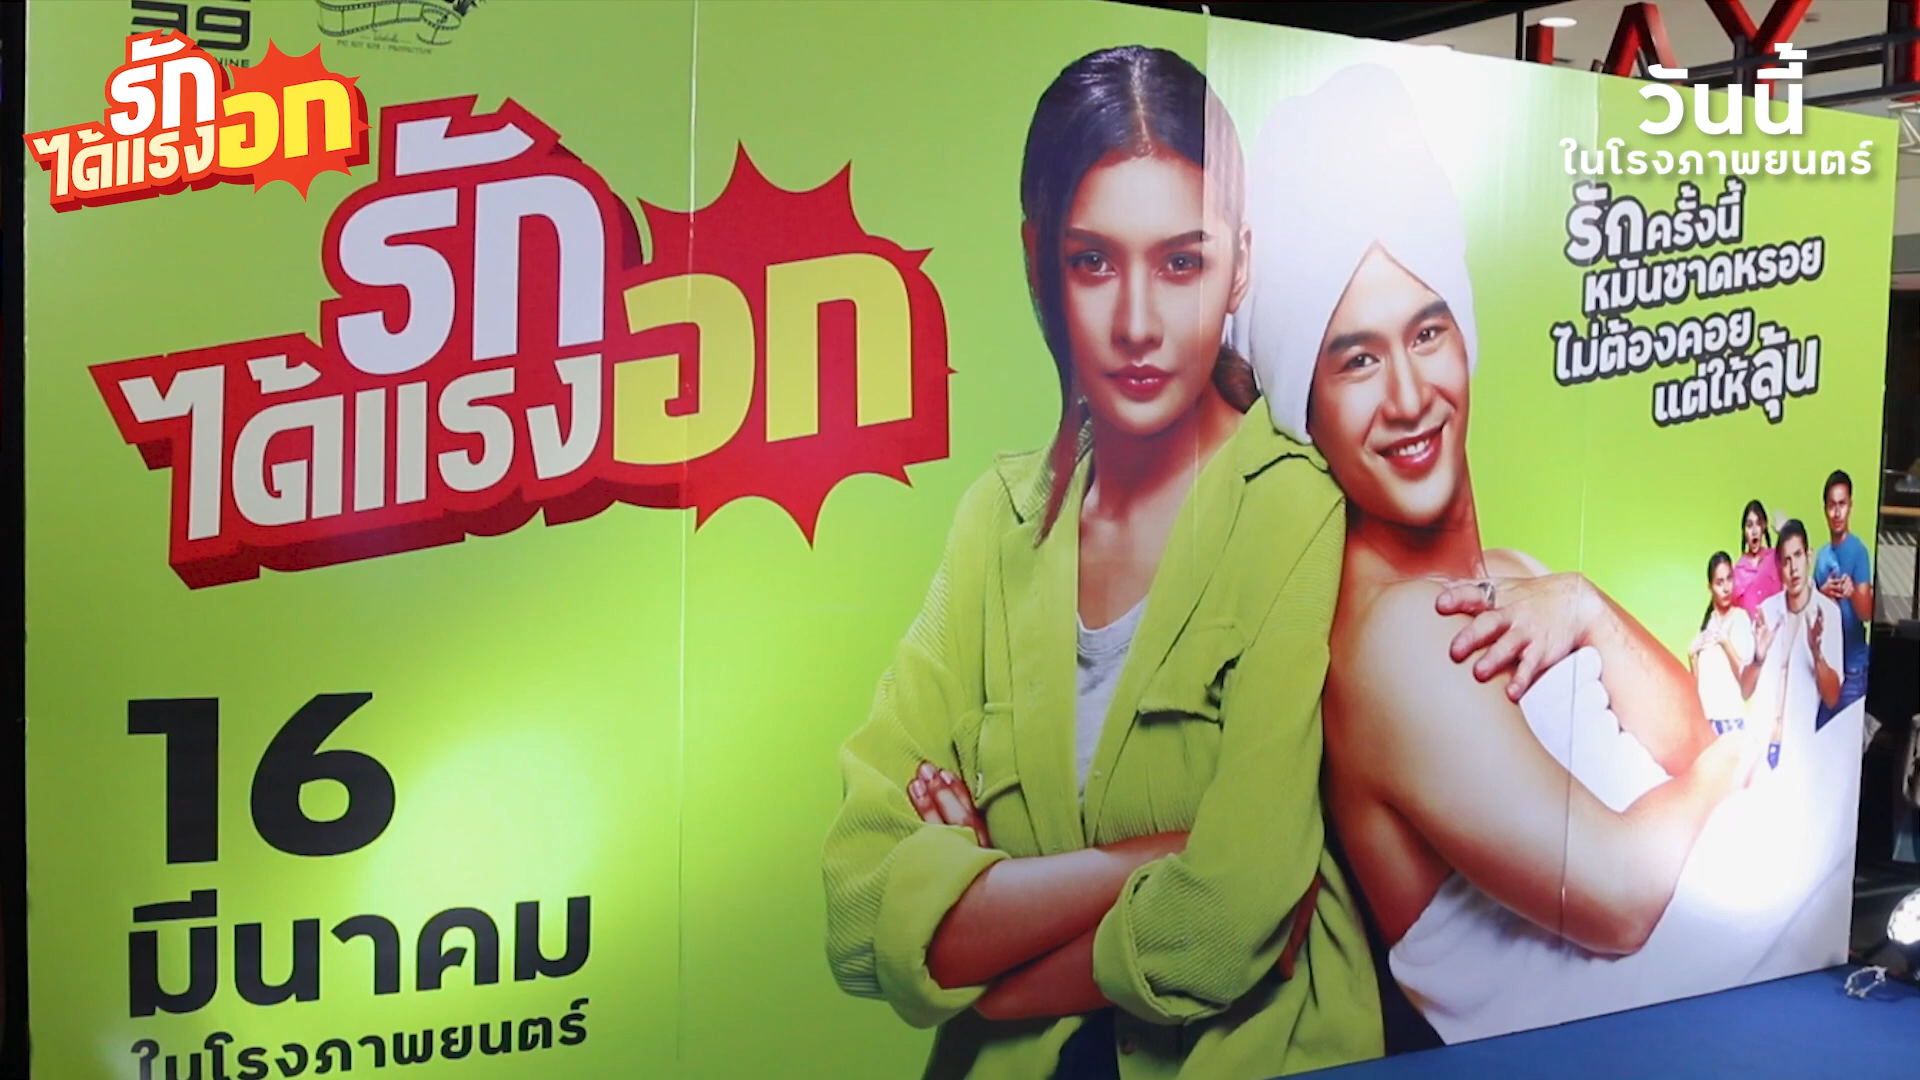 39
รัก
ได้แรงอก
รัก
ได้แรงอก
16
มีนาคม
ในโรงภาพยนตร์
วันนี้
ในโรงภาพยนตร์
รักครั้งนี้
หมันชาดหรอย
ไม่ต้องคอย
แต่ให้ลุ้น